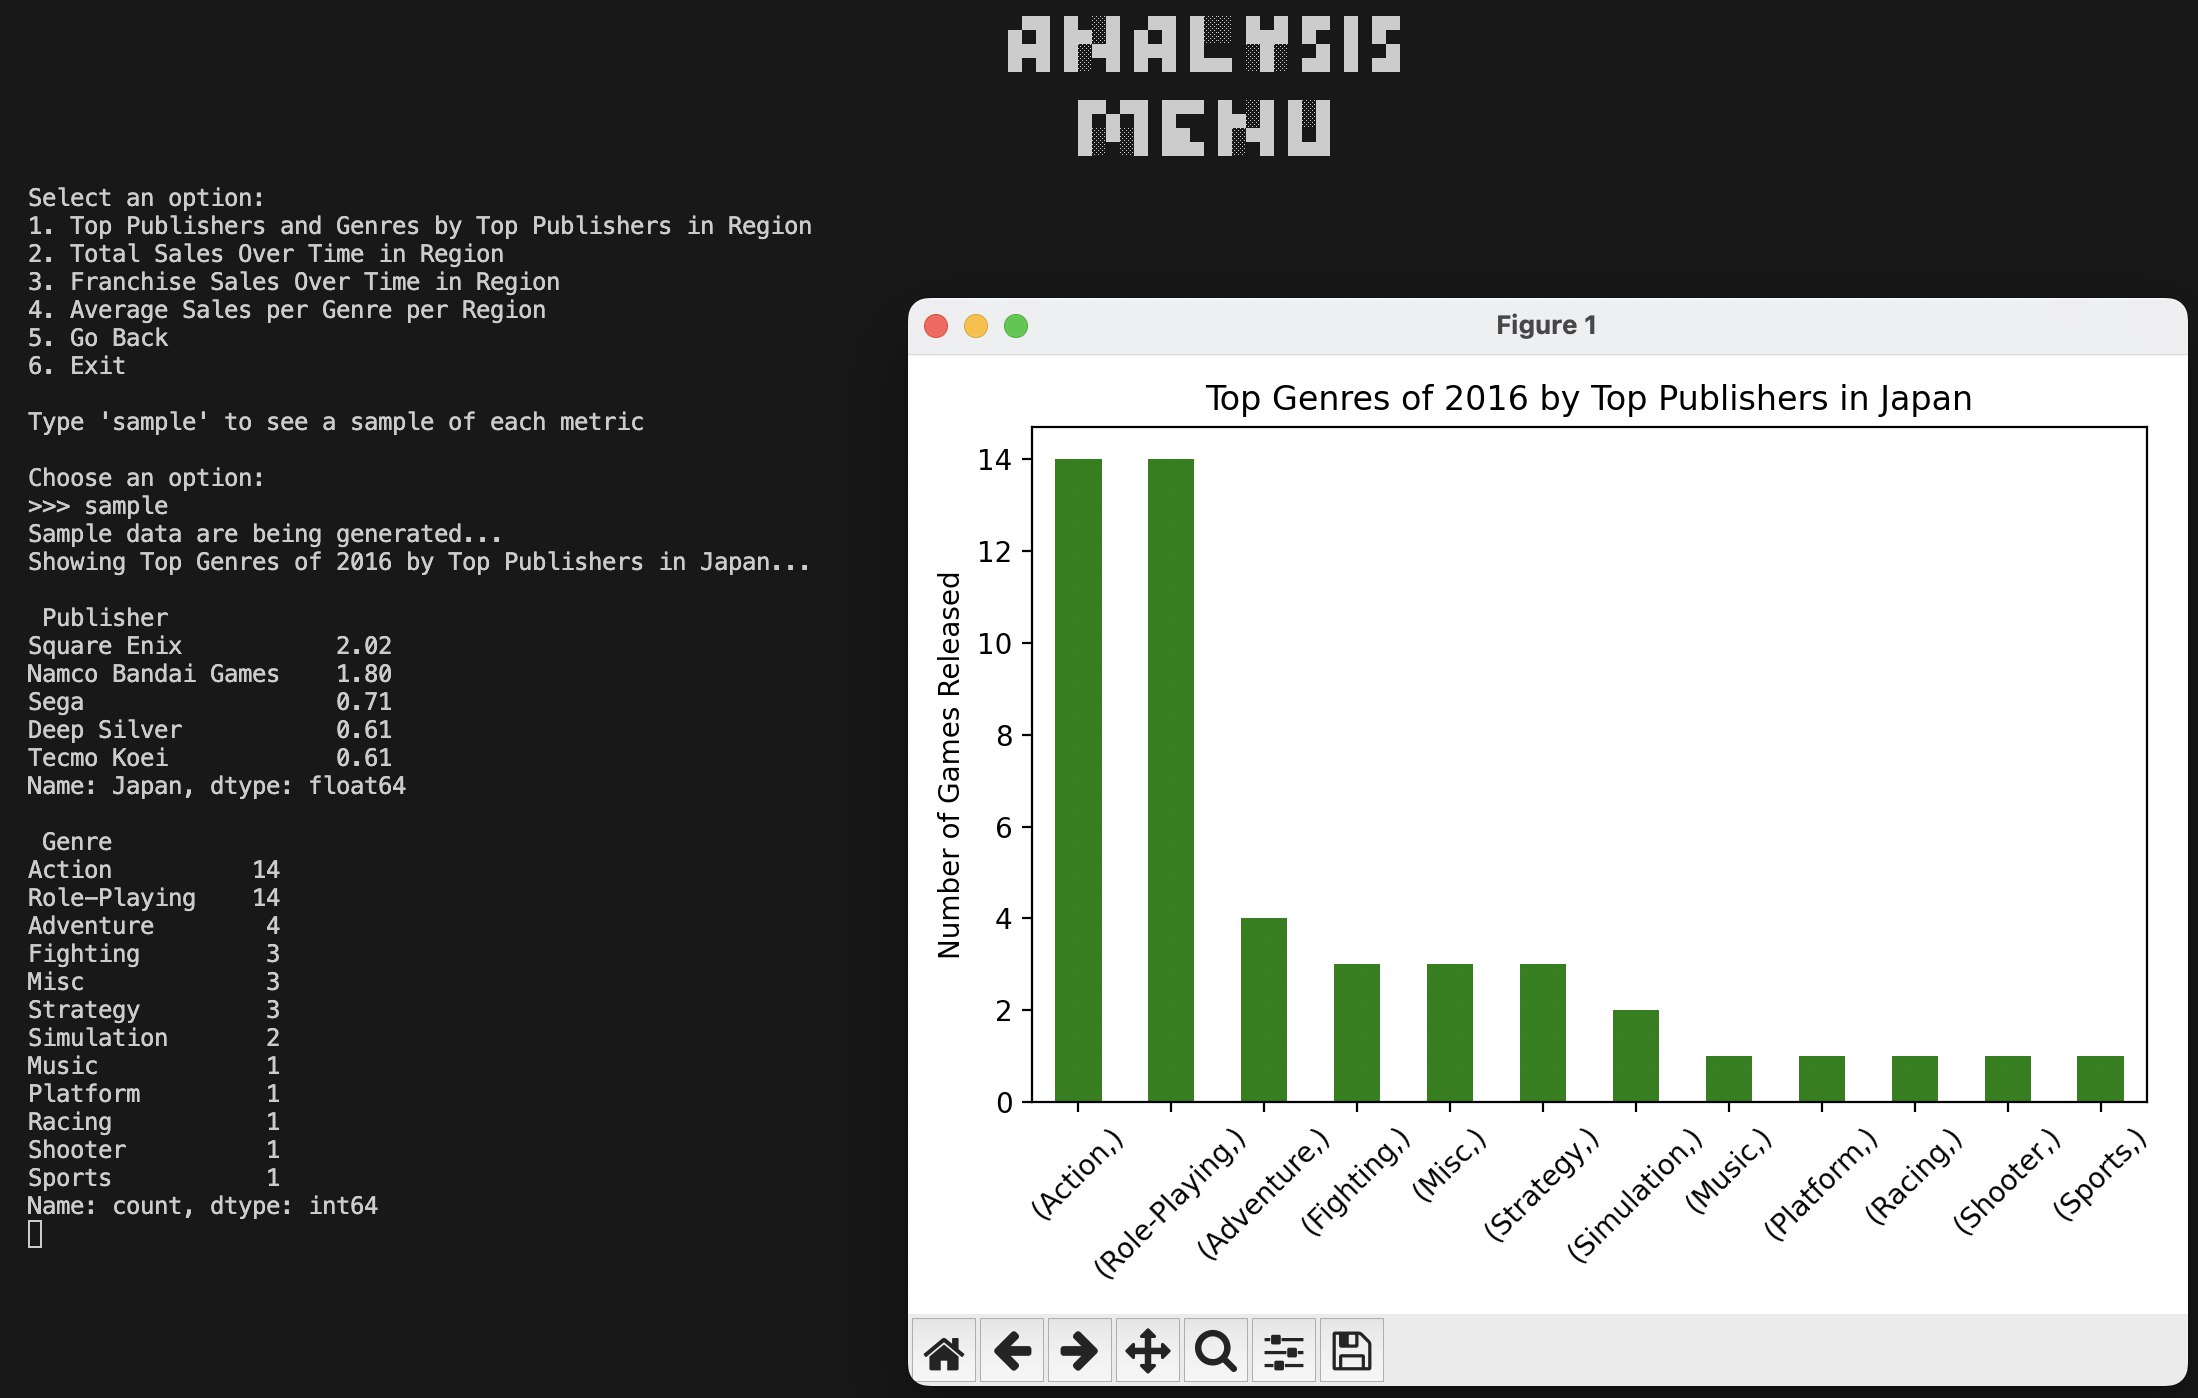 ANALYSIS
MENU
Select an option:
1. Top Publishers and Genres by Top Publishers in Region
2. Total Sales Over Time in Region
3. Franchise Sales Over Time in Region
4. Average Sales per Genre per Region
5. Go Back
6. Exit
Type 'sample' to see a sample of each metric
Choose an option:
>>> sample
Sample data are being generated...
Showing Top Genres of 2016 by Top Publishers in Japan...
Publisher
Square Enix 2.02
Namco Bandai Games 1.80
Sega 0.71
Deep Silver 0.61
Tecmo Koei 0.61
Name: Japan, dtype: float64
Genre
Action 14
Role-Playing 14
Adventure 4
Fighting 3
Misc 3
Strategy 3
Simulation 2
Music 1
Platform 1
Racing 1
Shooter 1
Sports 1
Name: count, dtype: int64
Figure 1
Top Genres of 2016 by Top Publishers in Japan
Number of Games Released
14
12
10
8
6
4
2
0
(Action,)
(Role-Playing,)
(Adventure,)
(Fighting,)
(Misc,)
(Strategy,)
(Simulation,)
(Music,)
(Platform,)
(Racing,)
(Shooter,)
(Sports,)